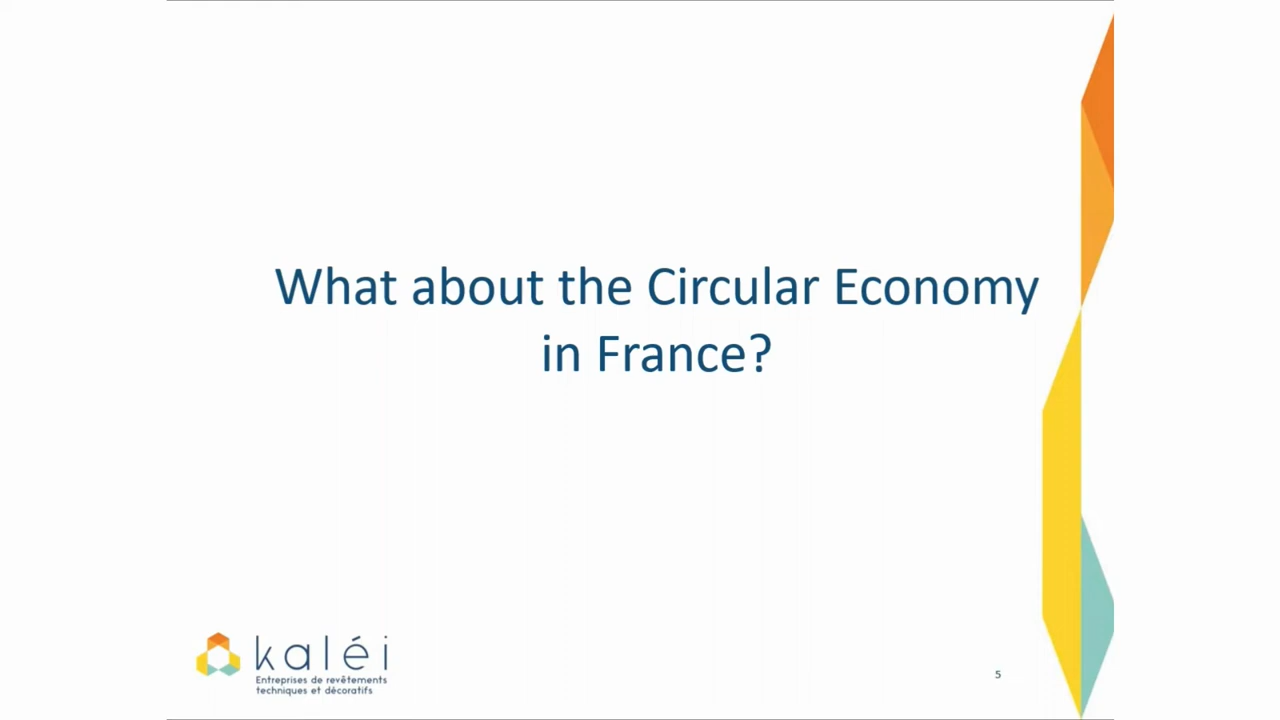 What about the Circular Economy
in France?
kaléi
Entreprises de revêtements
techniques et décoratifs
5